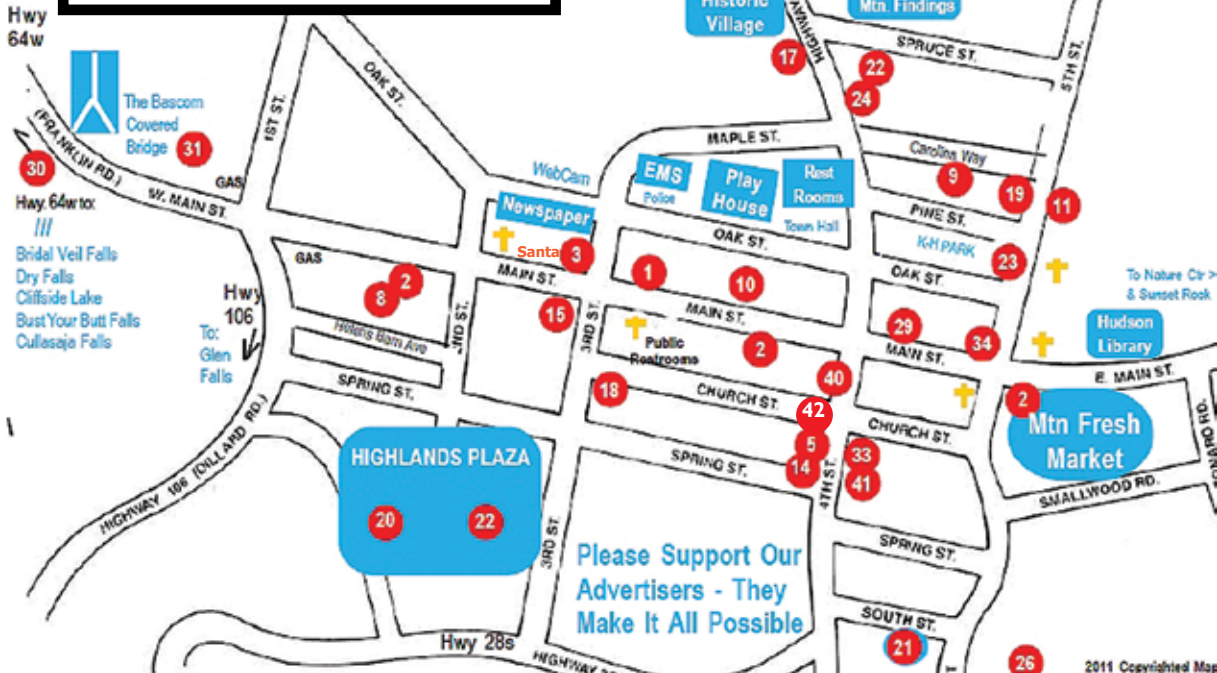 Hwy
64w
Historic
Village
Mtn. Findings
HIGHWAY
SPRUCE ST.
5TH ST.
17
22
24
OAK ST.
1ST ST.
The Bascom
Covered
Bridge
31
(FRANKLIN RD.)
30
GAS
W. MAIN ST.
MAPLE ST.
Carolina Way
9
19
11
WebCam
EMS
Police
Play
House
Rest
Rooms
Town Hall
PINE ST.
K-H PARK
23
Newspaper
Santa
3
OAK ST.
OAK ST.
Hwy. 64w to:
///
Bridal Veil Falls
Dry Falls
Cliffside Lake
Bust Your Butt Falls
Cullasaja Falls
GAS
2
8
Hwy
106
To:
Glen
Falls
MAIN ST.
15
1
10
MAIN ST.
29
34
MAIN ST.
To Nature Ctr >
& Sunset Rock
Hudson
Library
E. MAIN ST.
Helens Barn Ave
2ND ST.
3RD ST.
Public
Restrooms
2
40
SPRING ST.
18
CHURCH ST.
42
CHURCH ST.
2
Mtn Fresh
Market
5
14
33
41
4TH ST.
SPRING ST.
SMALLWOOD RD.
HIGHWAY 106 (DILLARD RD.)
HIGHLANDS PLAZA
20
22
3RD ST.
Please Support Our
Advertisers - They
Make It All Possible
SPRING ST.
SOUTH ST.
21
26
Hwy 28s
2011 Copyrighted Map